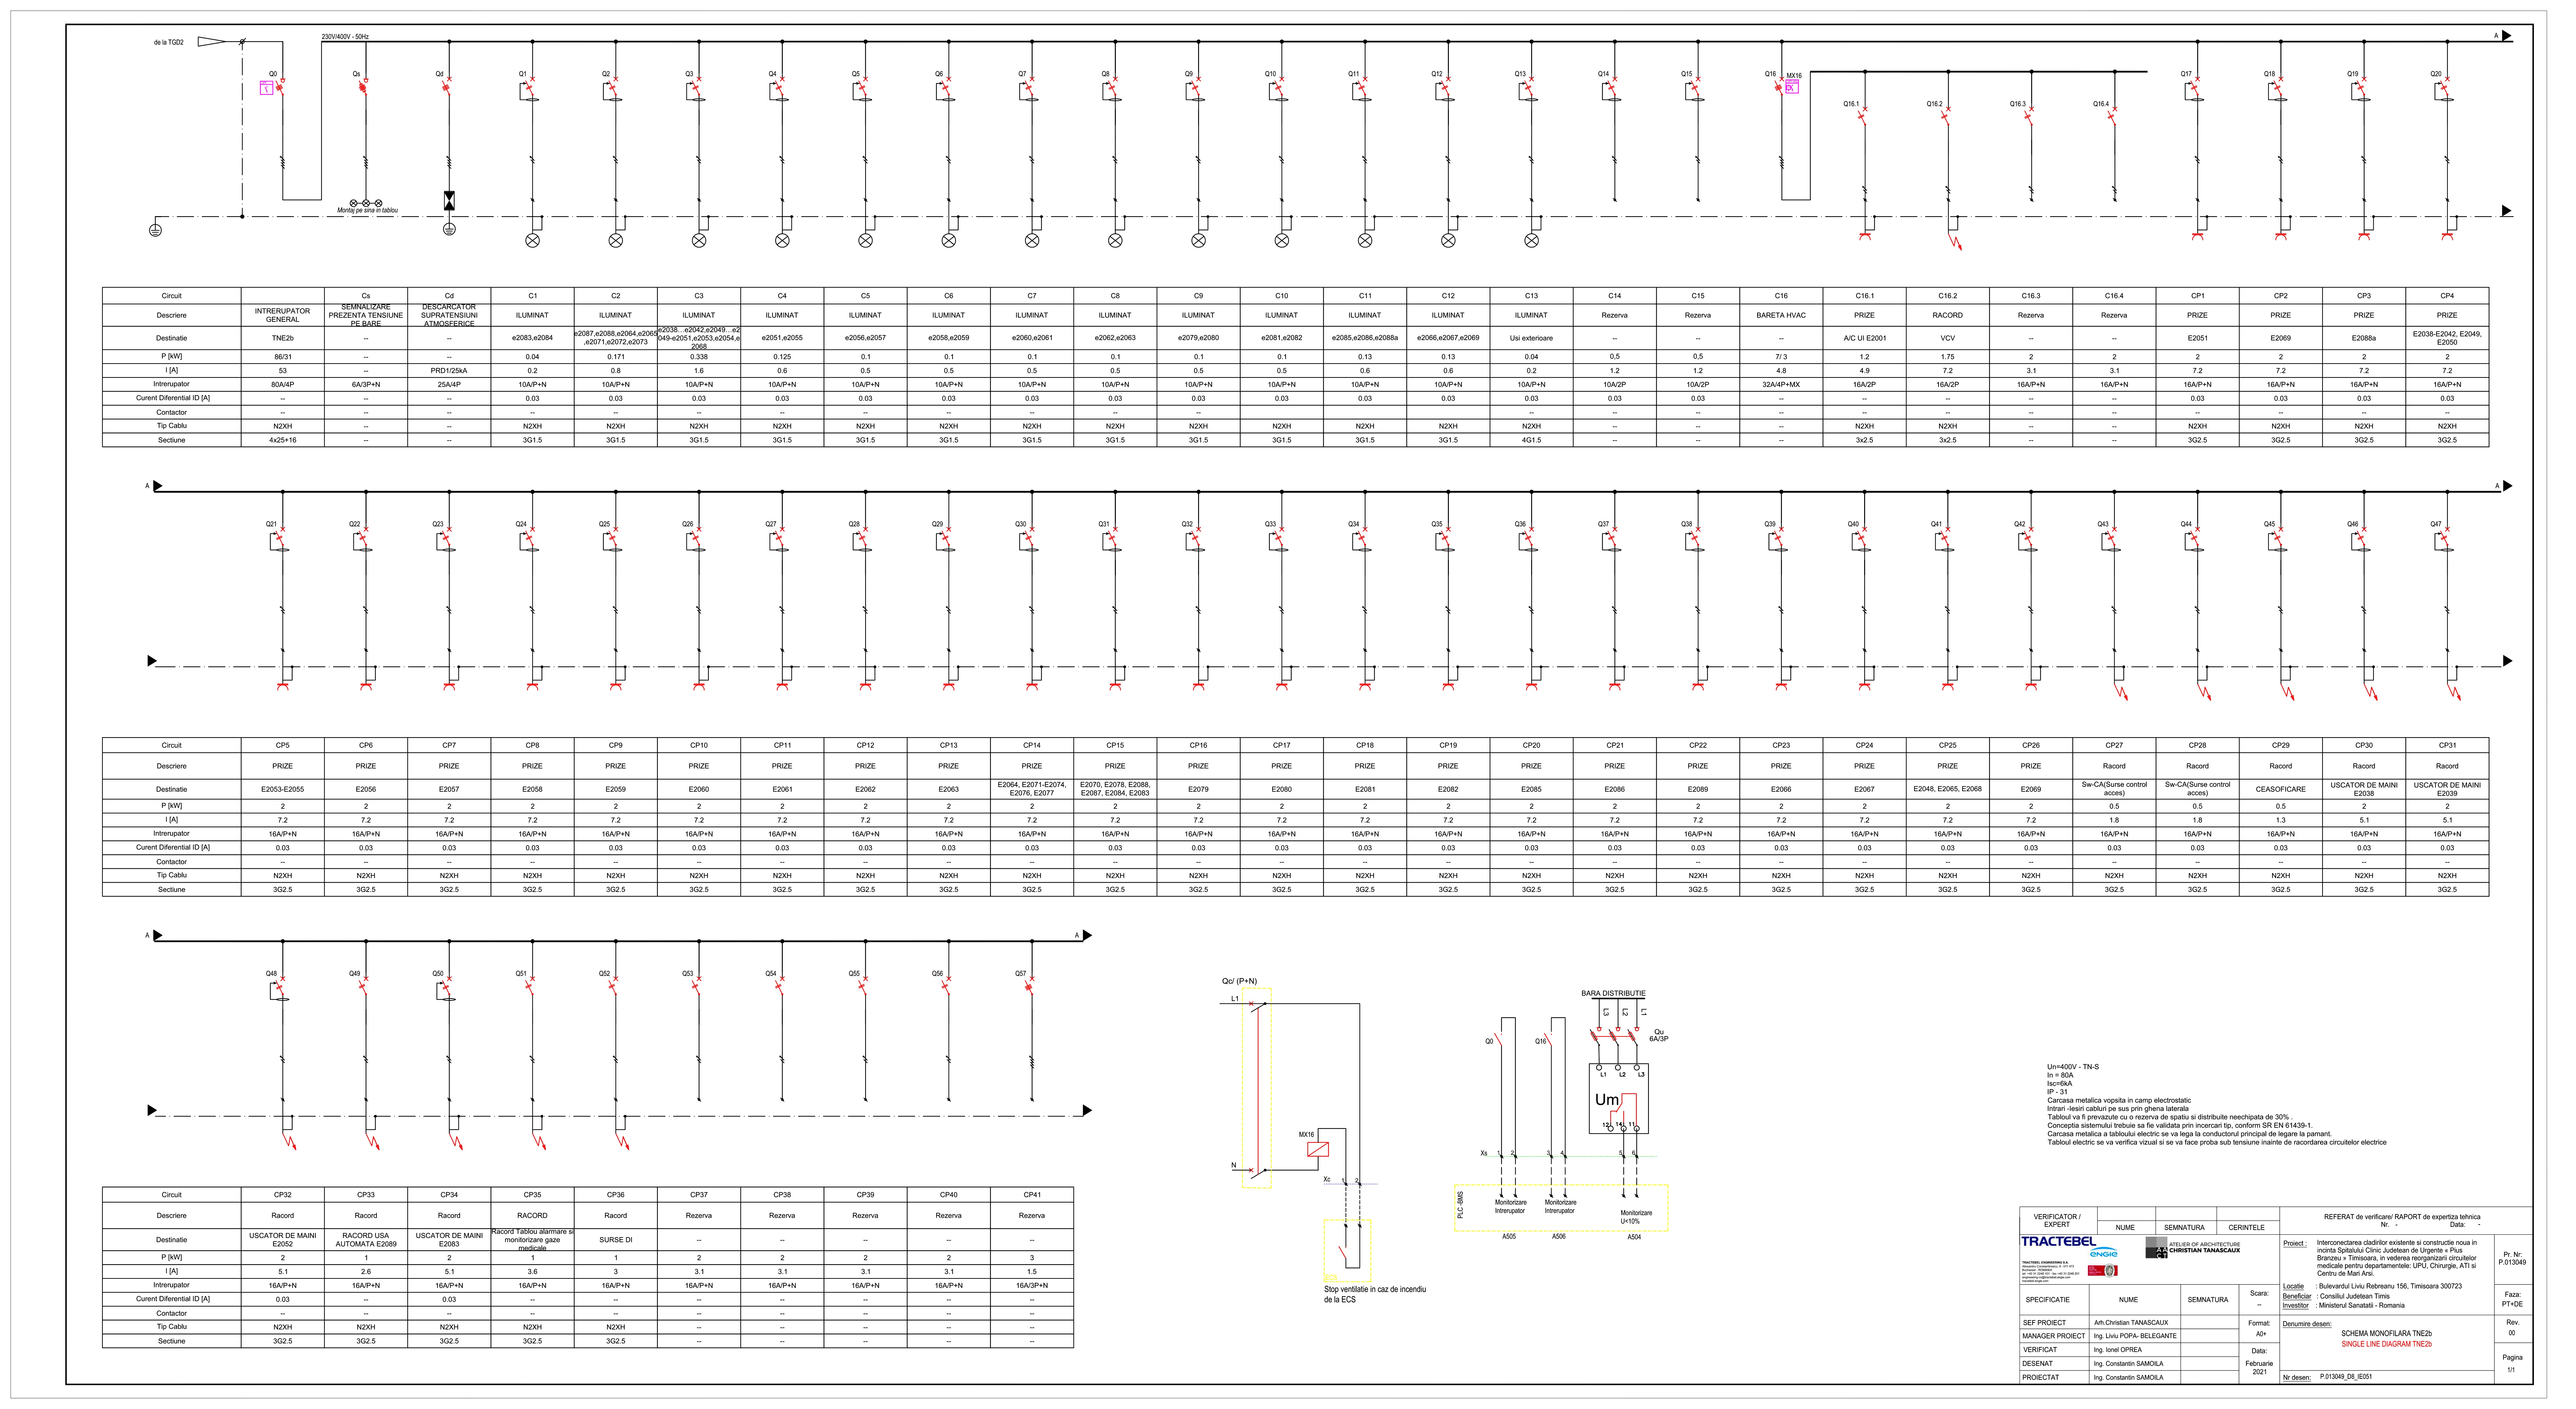 de la TGD2
230V/400V - 50Hz
A
Q0 Qs Qd Q1 Q2 Q3 Q4 Q5 Q6 Q7 Q8 Q9 Q10 Q11 Q12 Q13 Q14 Q15 Q16 MX16 Q17 Q18 Q19 Q20
Q16.1 Q16.2 Q16.3 Q16.4
Montaj pe sina in tablou
Circuit Cs Cd C1 C2 C3 C4 C5 C6 C7 C8 C9 C10 C11 C12 C13 C14 C15 C16 C16.1 C16.2 C16.3 C16.4 CP1 CP2 CP3 CP4
Descriere INTRERUPATOR GENERAL SEMNALIZARE PREZENTA TENSIUNE PE BARE DESCARCATOR SUPRATENSIUNI ATMOSFERICE ILUMINAT ILUMINAT ILUMINAT ILUMINAT ILUMINAT ILUMINAT ILUMINAT ILUMINAT ILUMINAT ILUMINAT ILUMINAT ILUMINAT ILUMINAT Rezerva Rezerva BARETA HVAC PRIZE RACORD Rezerva Rezerva PRIZE PRIZE PRIZE PRIZE
Destinatie TNE2b -- -- e2083,e2084 e2087,e2088,e2064,e2065 ,e2071,e2072,e2073 e2038...e2042,e2049...e2 049-e2051,e2053,e2054,e 2068 e2051,e2055 e2056,e2057 e2058,e2059 e2060,e2061 e2062,e2063 e2079,e2080 e2081,e2082 e2085,e2086,e2088a e2066,e2067,e2069 Usi exterioare -- -- -- A/C UI E2001 VCV -- -- E2051 E2069 E2088a E2038-E2042, E2049, E2050
P [kW] 86/31 -- -- 0.04 0.171 0.338 0.125 0.1 0.1 0.1 0.1 0.1 0.1 0.13 0.13 0.04 0,5 0,5 7/ 3 1.2 1.75 2 2 2 2 2 2
I [A] 53 -- PRD1/25kA 0.2 0.8 1.6 0.6 0.5 0.5 0.5 0.5 0.5 0.5 0.6 0.6 0.2 1.2 1.2 4.8 4.9 7.2 3.1 3.1 7.2 7.2 7.2 7.2
Intrerupator 80A/4P 6A/3P+N 25A/4P 10A/P+N 10A/P+N 10A/P+N 10A/P+N 10A/P+N 10A/P+N 10A/P+N 10A/P+N 10A/P+N 10A/P+N 10A/P+N 10A/P+N 10A/P+N 10A/2P 10A/2P 32A/4P+MX 16A/2P 16A/2P 16A/P+N 16A/P+N 16A/P+N 16A/P+N 16A/P+N 16A/P+N
Curent Diferential ID [A] -- -- -- 0.03 0.03 0.03 0.03 0.03 0.03 0.03 0.03 0.03 0.03 0.03 0.03 0.03 0.03 0.03 -- -- -- -- -- 0.03 0.03 0.03 0.03
Contactor -- -- -- -- -- -- -- -- -- -- -- -- -- -- -- -- -- -- -- -- -- -- --
Tip Cablu N2XH -- -- N2XH N2XH N2XH N2XH N2XH N2XH N2XH N2XH N2XH N2XH N2XH N2XH N2XH -- -- -- N2XH N2XH -- -- N2XH N2XH N2XH N2XH
Sectiune 4x25+16 -- -- 3G1.5 3G1.5 3G1.5 3G1.5 3G1.5 3G1.5 3G1.5 3G1.5 3G1.5 3G1.5 3G1.5 3G1.5 4G1.5 -- -- -- 3x2.5 3x2.5 -- -- 3G2.5 3G2.5 3G2.5 3G2.5
A A
Q21 Q22 Q23 Q24 Q25 Q26 Q27 Q28 Q29 Q30 Q31 Q32 Q33 Q34 Q35 Q36 Q37 Q38 Q39 Q40 Q41 Q42 Q43 Q44 Q45 Q46 Q47
Circuit CP5 CP6 CP7 CP8 CP9 CP10 CP11 CP12 CP13 CP14 CP15 CP16 CP17 CP18 CP19 CP20 CP21 CP22 CP23 CP24 CP25 CP26 CP27 CP28 CP29 CP30 CP31
Descriere PRIZE PRIZE PRIZE PRIZE PRIZE PRIZE PRIZE PRIZE PRIZE PRIZE PRIZE PRIZE PRIZE PRIZE PRIZE PRIZE PRIZE PRIZE PRIZE PRIZE PRIZE PRIZE Racord Racord Racord Racord Racord
Destinatie E2053-E2055 E2056 E2057 E2058 E2059 E2060 E2061 E2062 E2063 E2064, E2071-E2074, E2076, E2077 E2070, E2078, E2088, E2087, E2084, E2083 E2079 E2080 E2081 E2082 E2085 E2086 E2089 E2066 E2067 E2048, E2065, E2068 E2069 Sw-CA(Surse control acces) Sw-CA(Surse control acces) CEASOFICARE USCATOR DE MAINI E2038 USCATOR DE MAINI E2039
P [kW] 2 2 2 2 2 2 2 2 2 2 2 2 2 2 2 2 2 2 2 2 2 2 0.5 0.5 0.5 2 2
I [A] 7.2 7.2 7.2 7.2 7.2 7.2 7.2 7.2 7.2 7.2 7.2 7.2 7.2 7.2 7.2 7.2 7.2 7.2 7.2 7.2 7.2 7.2 1.8 1.8 1.3 5.1 5.1
Intrerupator 16A/P+N 16A/P+N 16A/P+N 16A/P+N 16A/P+N 16A/P+N 16A/P+N 16A/P+N 16A/P+N 16A/P+N 16A/P+N 16A/P+N 16A/P+N 16A/P+N 16A/P+N 16A/P+N 16A/P+N 16A/P+N 16A/P+N 16A/P+N 16A/P+N 16A/P+N 16A/P+N 16A/P+N 16A/P+N 16A/P+N 16A/P+N
Curent Diferential ID [A] 0.03 0.03 0.03 0.03 0.03 0.03 0.03 0.03 0.03 0.03 0.03 0.03 0.03 0.03 0.03 0.03 0.03 0.03 0.03 0.03 0.03 0.03 0.03 0.03 0.03 0.03 0.03
Contactor -- -- -- -- -- -- -- -- -- -- -- -- -- -- -- -- -- -- -- -- -- -- -- -- -- -- --
Tip Cablu N2XH N2XH N2XH N2XH N2XH N2XH N2XH N2XH N2XH N2XH N2XH N2XH N2XH N2XH N2XH N2XH N2XH N2XH N2XH N2XH N2XH N2XH N2XH N2XH N2XH N2XH N2XH
Sectiune 3G2.5 3G2.5 3G2.5 3G2.5 3G2.5 3G2.5 3G2.5 3G2.5 3G2.5 3G2.5 3G2.5 3G2.5 3G2.5 3G2.5 3G2.5 3G2.5 3G2.5 3G2.5 3G2.5 3G2.5 3G2.5 3G2.5 3G2.5 3G2.5 3G2.5 3G2.5 3G2.5
A A
Q48 Q49 Q50 Q51 Q52 Q53 Q54 Q55 Q56 Q57
Circuit CP32 CP33 CP34 CP35 CP36 CP37 CP38 CP39 CP40 CP41
Descriere Racord Racord Racord RACORD Racord Rezerva Rezerva Rezerva Rezerva Rezerva
Destinatie USCATOR DE MAINI E2052 RACORD USA AUTOMATA E2089 USCATOR DE MAINI E2083 Racord Tablou alarmare si monitorizare gaze medicale SURSE DI -- -- -- -- --
P [kW] 2 1 2 1 1 2 2 2 2 3
I [A] 5.1 2.6 5.1 3.6 3 3.1 3.1 3.1 3.1 1.5
Intrerupator 16A/P+N 16A/P+N 16A/P+N 16A/P+N 16A/P+N 16A/P+N 16A/P+N 16A/P+N 16A/P+N 16A/3P+N
Curent Diferential ID [A] 0.03 -- 0.03 -- -- -- -- -- -- --
Contactor -- -- -- -- -- -- -- -- -- --
Tip Cablu N2XH N2XH N2XH N2XH N2XH -- -- -- -- --
Sectiune 3G2.5 3G2.5 3G2.5 3G2.5 3G2.5 -- -- -- -- --
Qc/ (P+N)
L1
N
MX16
Xc 1 2
Stop ventilatie in caz de incendiu
de la ECS
BARA DISTRIBUTIE
L3 L2 L1
Q0 Q16
Qu
6A/3P
L1 L2 L3
Um
12 14 11
Xs 1 2 3 4 5 6
PLC -BMS
Monitorizare
Intrerupator
Monitorizare
Intrerupator
Monitorizare
U<10%
A505 A506 A504
Un=400V - TN-S
In = 80A
Isc=6kA
IP - 31
Carcasa metalica vopsita in camp electrostatic
Intrari -Iesiri cabluri pe sus prin ghena laterala
Tabloul va fi prevazute cu o rezerva de spatiu si distribuite neechipata de 30% .
Conceptia sistemului trebuie sa fie validata prin incercari tip, conform SR EN 61439-1.
Carcasa metalica a tabloului electric se va lega la conductorul principal de legare la pamant.
Tabloul electric se va verifica vizual si se va face proba sub tensiune inainte de racordarea circuitelor electrice
VERIFICATOR /
EXPERT
NUME SEMNATURA CERINTELE
REFERAT de verificare/ RAPORT de expertiza tehnica
Nr. - Data: -
TRACTEBEL
ENGIE
ATELIER OF ARCHITECTURE
CHRISTIAN TANASCAUX
TRACTEBEL ENGINEERING S.A.
Proiect : Interconectarea cladirilor existente si constructie noua in
incinta Spitalului Clinic Judetean de Urgente « Pius
Branzeu » Timisoara, in vederea reorganizarii circuitelor
medicale pentru departamentele: UPU, Chirurgie, ATI si
Centru de Mari Arsi.
Pr. Nr:
P.013049
Locatie : Bulevardul Liviu Rebreanu 156, Timisoara 300723
Beneficiar : Consiliul Judetean Timis
Investitor : Ministerul Sanatatii - Romania
Faza:
PT+DE
SPECIFICATIE NUME SEMNATURA
Scara:
--
SEF PROIECT Arh.Christian TANASCAUX
MANAGER PROIECT Ing. Liviu POPA- BELEGANTE
VERIFICAT Ing. Ionel OPREA
DESENAT Ing. Constantin SAMOILA
PROIECTAT Ing. Constantin SAMOILA
Format:
A0+
Data:
Februarie
2021
Denumire desen:
SCHEMA MONOFILARA TNE2b
SINGLE LINE DIAGRAM TNE2b
Rev.
00
Pagina
1/1
Nr desen: P.013049_D8_IE051